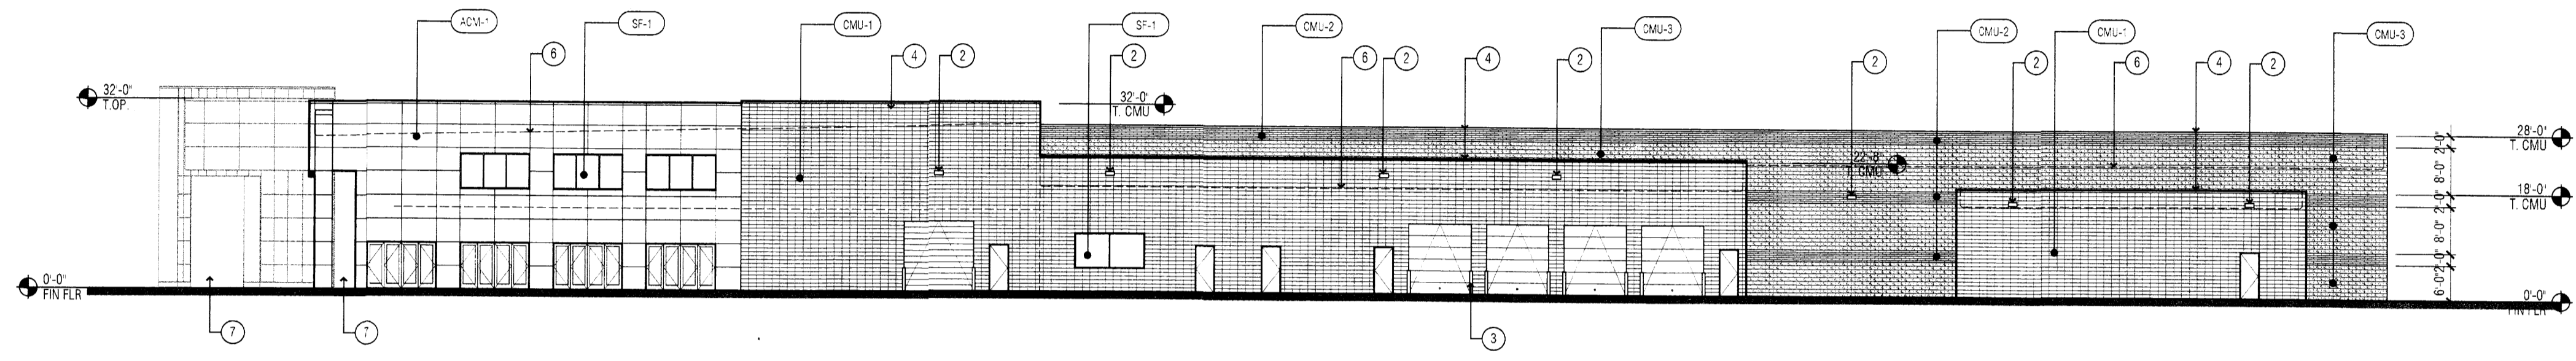 ACM-1
SF-1
CMU-1
SF-1
CMU-2
CMU-3
CMU-2
CMU-1
CMU-3
6
4
2
2
6
2
4
2
2
2
6
4
2
32'-0"
T.OP.
32'-0"
T. CMU
22'-8"
T. CMU
28'-0"
T. CMU
18'-0"
T. CMU
2'-0"
8'-0"
2'-0"
8'-0"
2'-0"
6'-0"
0'-0"
FIN FLR
0'-0"
FIN FLR
7
7
3